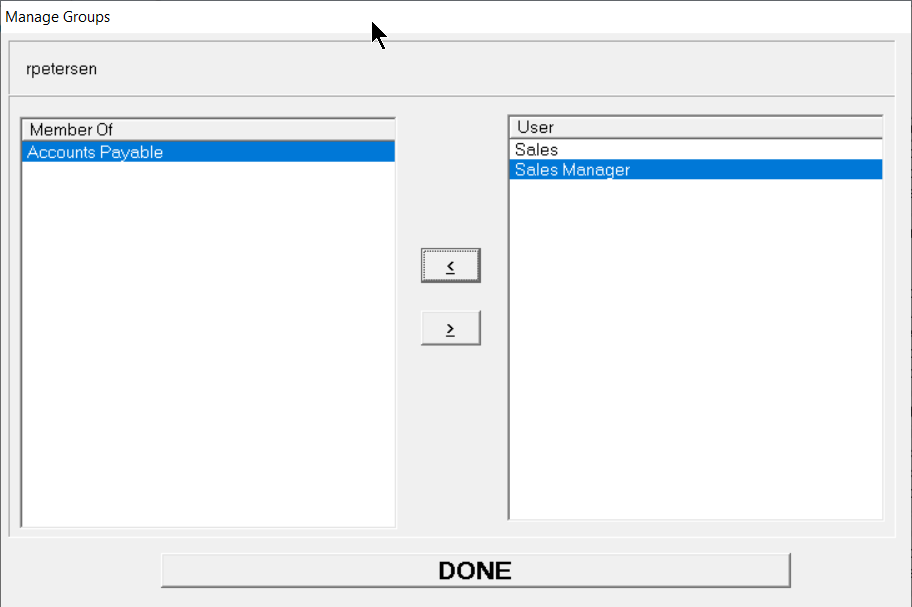 Manage Groups
rpetersen
Member Of
Accounts Payable
<
>
User
Sales
Sales Manager
DONE